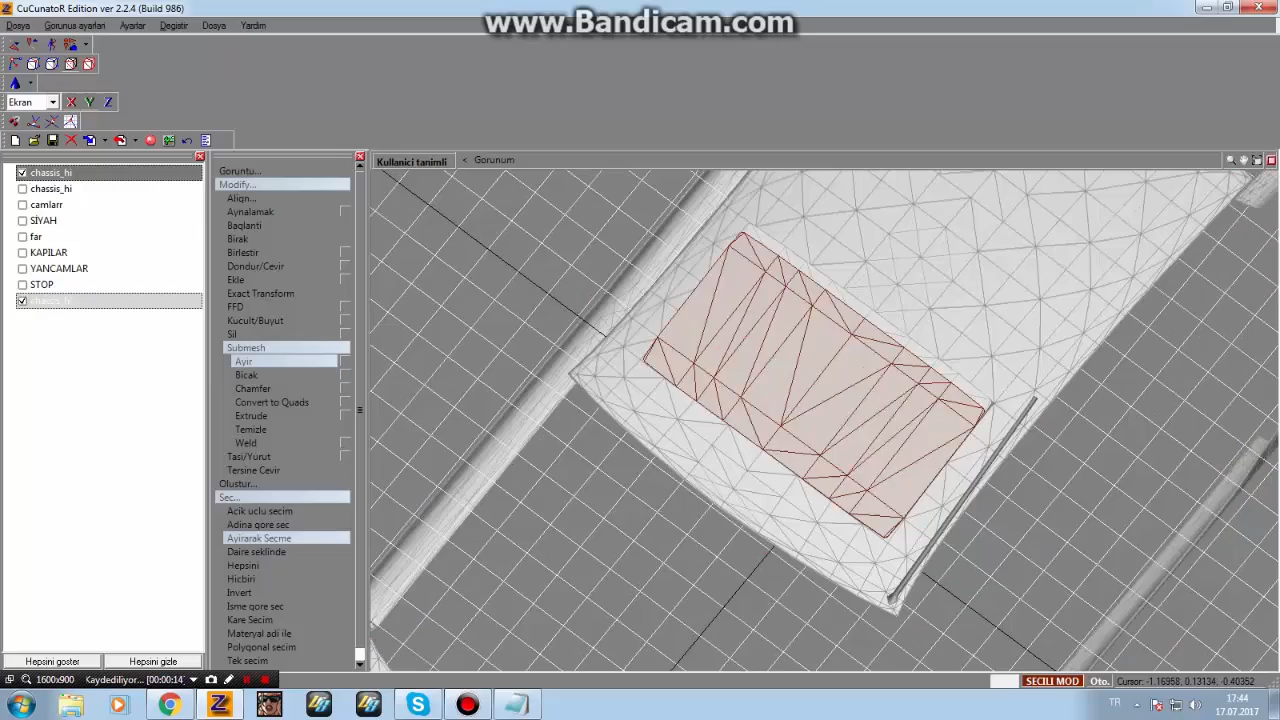 CuCunatoR Edition ver 2.2.4 (Build 986)
www.Bandicam.com
Dosya Gorunus ayarlari Ayarlar Degistir Dosya Yardım
Ekran X Y Z
chassis_hi
chassis_hi
camlarr
SİYAH
far
KAPILAR
YANCAMLAR
STOP
Hepsini goster Hepsini gizle
Goruntu...
Modify...
Align...
Aynalamak
Baqlanti
Birak
Birlestir
Dondur/Cevir
Ekle
Exact Transform
FFD
Kucult/Buyut
Sil
Submesh
Ayir
Bicak
Chamfer
Convert to Quads
Extrude
Temizle
Weld
Tasi/Yurut
Tersine Cevir
Olustur...
Sec...
Acik uclu secim
Adina qore sec
Ayirarak Secme
Daire seklinde
Hepsini
Hicbiri
Invert
Isme qore sec
Kare Secim
Materyal adi ile
Polyqonal secim
Tek secim
Kullanici tanimli < Gorunum
1600x900 Kaydediliyor... [00:00:14]
SECILI MOD Oto. Cursor: -1.16958, 0.13134, -0.40352
TR 17:44
17.07.2017